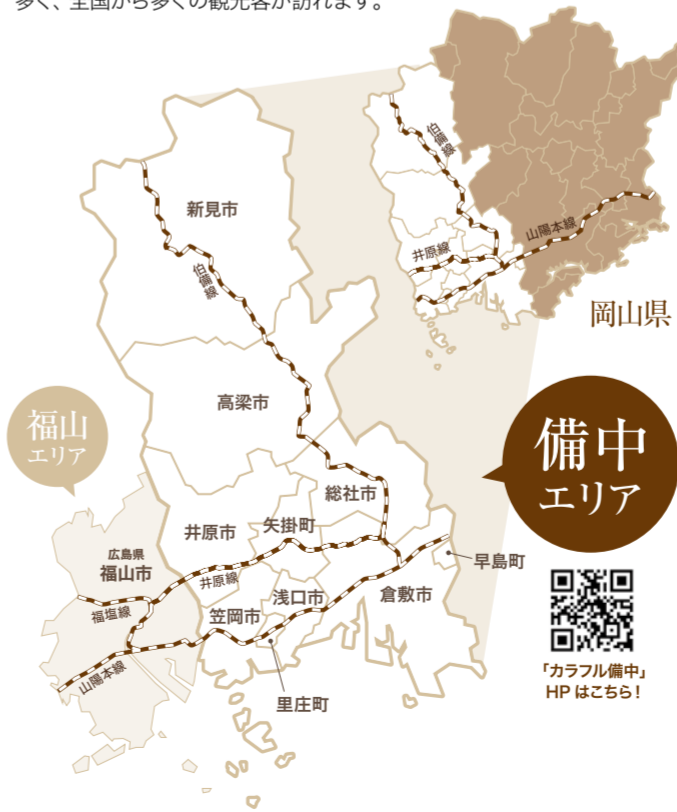 多く、全国から多くの観光客が訪れます。
伯備線
山陽本線
井原線
岡山県
新見市
伯備線
高梁市
福山
エリア
備中
エリア
総社市
井原市
矢掛町
広島県
福山市
井原線
早島町
浅口市
倉敷市
福塩線
笠岡市
山陽本線
里庄町
「カラフル備中」
HP はこちら!